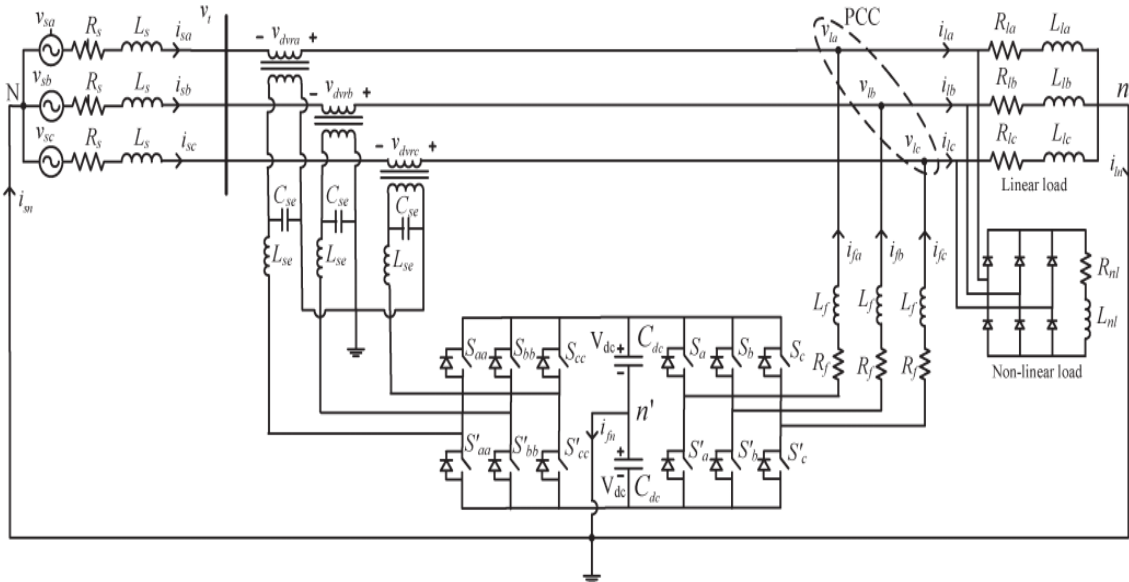 v_sa R_s L_s i_sa v_t
- v_dvra +
PCC
v_la i_la R_la L_la
N v_sb R_s L_s i_sb
- v_dvrb +
v_lb i_lb R_lb L_lb n
v_sc R_s L_s i_sc
- v_dvrc +
v_lc i_lc R_lc L_lc
i_sn
Linear load
i_ln
C_se C_se C_se
L_se L_se L_se
i_fa i_fb i_fc
R_nl
L_nl
L_f L_f L_f
R_f R_f R_f
Non-linear load
S_aa S_bb S_cc V_dc + - C_dc S_a S_b S_c
n'
i_fn
S'_aa S'_bb S'_cc V_dc + - C_dc S'_a S'_b S'_c